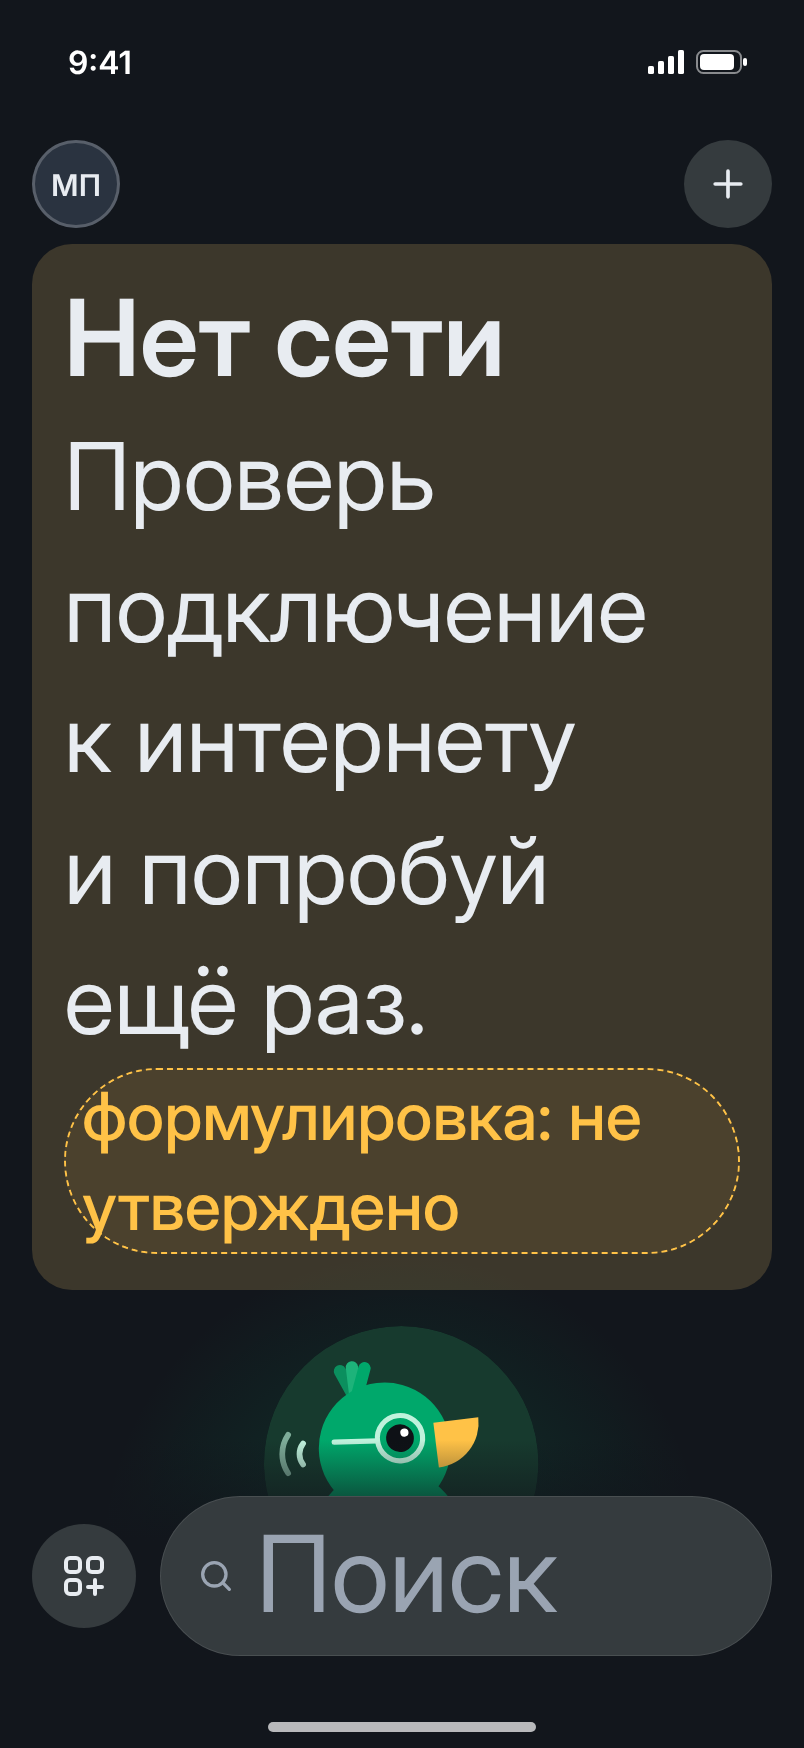 9:41
МП
Нет сети
Проверь
подключение
к интернету
и попробуй
ещё раз.
формулировка: не
утверждено
Поиск